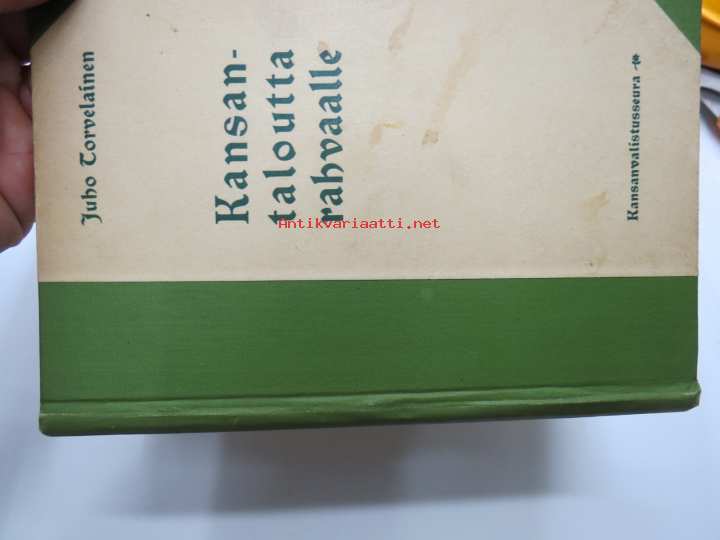 Juho Torvelainen
Kansan-
taloutta
rahvaalle
Kansanvalistusseura
Antikvariaatti.net